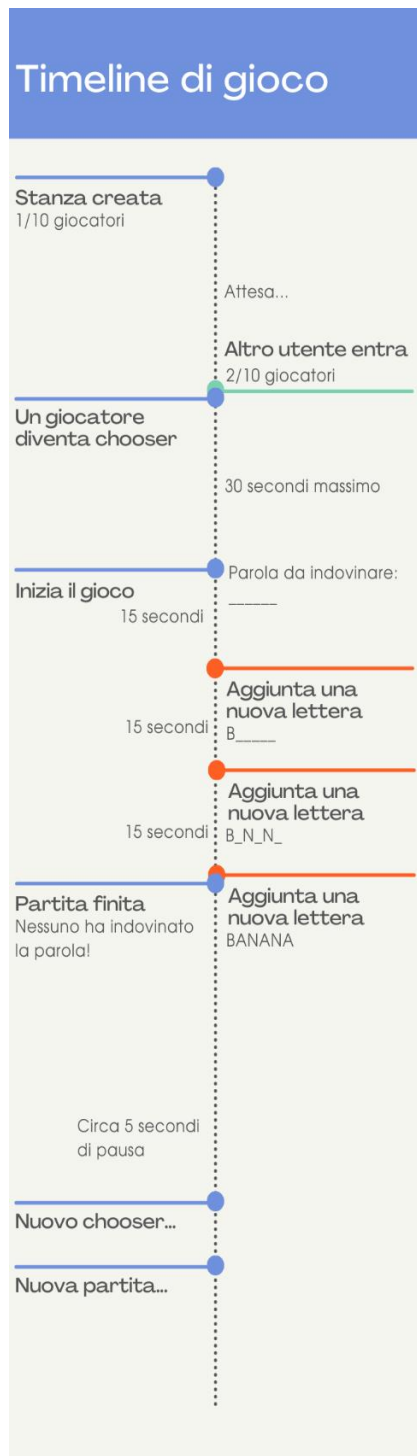 Timeline di gioco
Stanza creata
1/10 giocatori
Attesa...
Altro utente entra
2/10 giocatori
Un giocatore
diventa chooser
30 secondi massimo
Inizia il gioco
Parola da indovinare:
______
15 secondi
Aggiunta una
nuova lettera
B_____
15 secondi
Aggiunta una
nuova lettera
B_N_N_
15 secondi
Aggiunta una
nuova lettera
BANANA
Partita finita
Nessuno ha indovinato
la parola!
Circa 5 secondi
di pausa
Nuovo chooser...
Nuova partita...